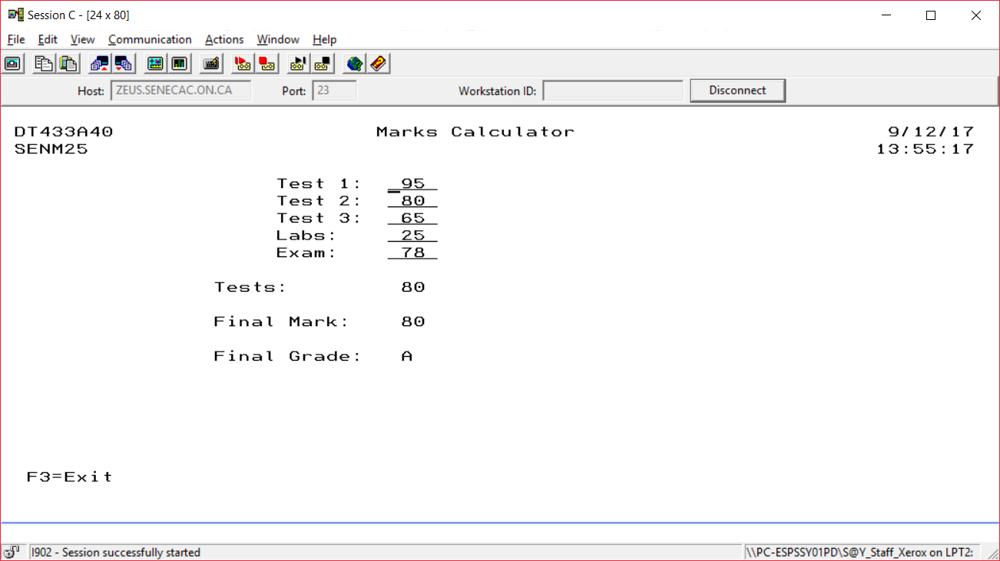 Session C - [24 x 80]
File Edit View Communication Actions Window Help
Host: ZEUS.SENECAC.ON.CA Port: 23 Workstation ID: Disconnect
DT433A40 Marks Calculator 9/12/17
SENM25 13:55:17
Test 1: 95
Test 2: 80
Test 3: 65
Labs: 25
Exam: 78
Tests: 80
Final Mark: 80
Final Grade: A
F3=Exit
I902 - Session successfully started \\PC-ESPSSY01PD\S@Y_Staff_Xerox on LPT2: